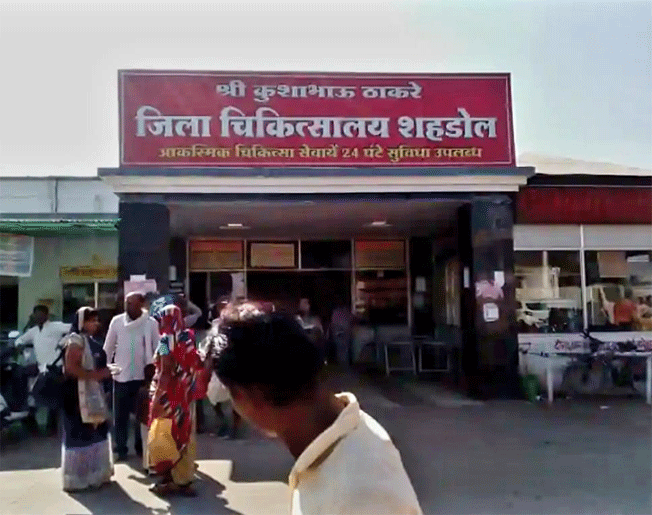 श्री कुशाभाऊ ठाकरे
जिला चिकित्सालय शहडोल
आकस्मिक चिकित्सा सेवायें 24 घंटे सुविधा उपलब्ध